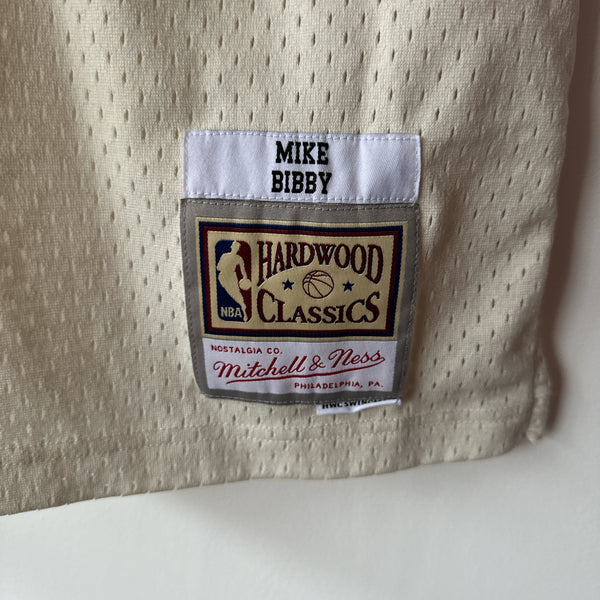 MIKE
BIBBY
HARDWOOD
NBA
CLASSICS
NOSTALGIA CO.
Mitchell & Ness
PHILADELPHIA, PA.